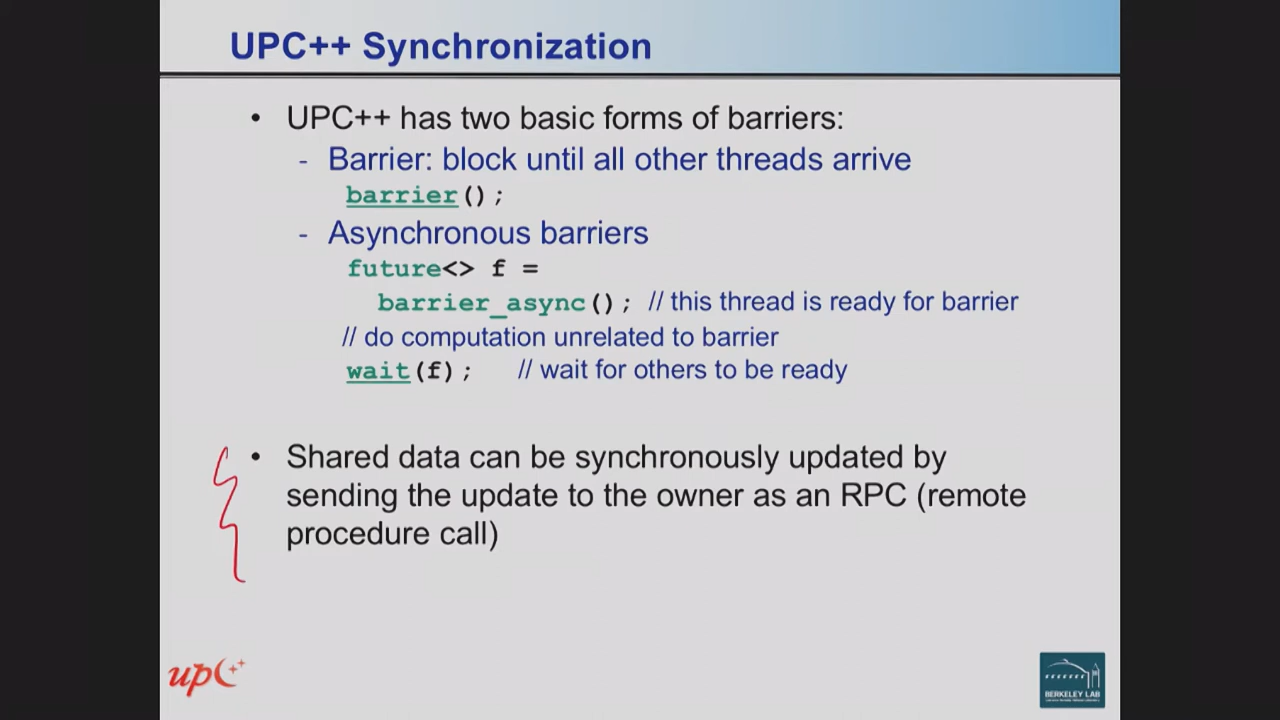 UPC++ Synchronization
• UPC++ has two basic forms of barriers:
- Barrier: block until all other threads arrive
barrier();
- Asynchronous barriers
future<> f =
barrier_async(); // this thread is ready for barrier
// do computation unrelated to barrier
wait(f); // wait for others to be ready
• Shared data can be synchronously updated by
sending the update to the owner as an RPC (remote
procedure call)
upC++
BERKELEY LAB